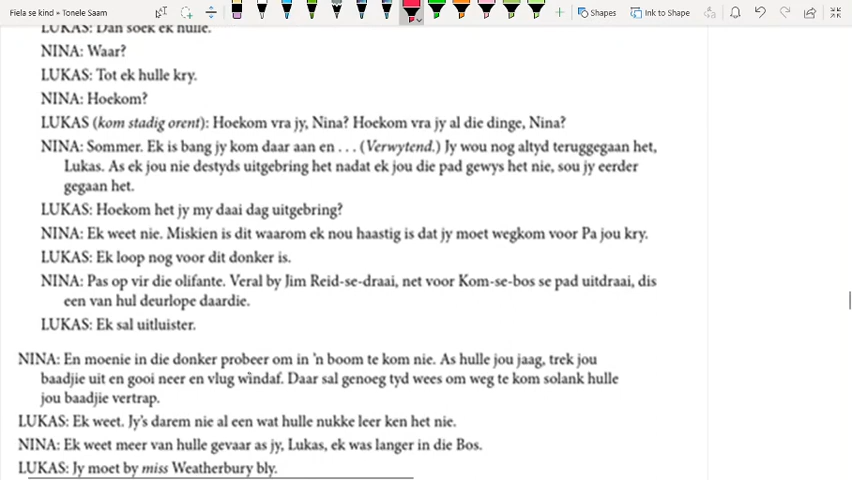 Fiela se kind » Tonele Saam
Shapes
Ink to Shape
LUKAS: Dan soek ek hulle.
NINA: Waar?
LUKAS: Tot ek hulle kry.
NINA: Hoekom?
LUKAS (kom stadig orent): Hoekom vra jy, Nina? Hoekom vra jy al die dinge, Nina?
NINA: Sommer. Ek is bang jy kom daar aan en . . . (Verwytend.) Jy wou nog altyd teruggegaan het,
Lukas. As ek jou nie destyds uitgebring het nadat ek jou die pad gewys het nie, sou jy eerder
gegaan het.
LUKAS: Hoekom het jy my daai dag uitgebring?
NINA: Ek weet nie. Miskien is dit waarom ek nou haastig is dat jy moet wegkom voor Pa jou kry.
LUKAS: Ek loop nog voor dit donker is.
NINA: Pas op vir die olifante. Veral by Jim Reid-se-draai, net voor Kom-se-bos se pad uitdraai, dis
een van hul deurlope daardie.
LUKAS: Ek sal uitluister.
NINA: En moenie in die donker probeer om in 'n boom te kom nie. As hulle jou jaag, trek jou
baadjie uit en gooi neer en vlug windaf. Daar sal genoeg tyd wees om weg te kom solank hulle
jou baadjie vertrap.
LUKAS: Ek weet. Jy's darem nie al een wat hulle nukke leer ken het nie.
NINA: Ek weet meer van hulle gevaar as jy, Lukas, ek was langer in die Bos.
LUKAS: Jy moet by miss Weatherbury bly.